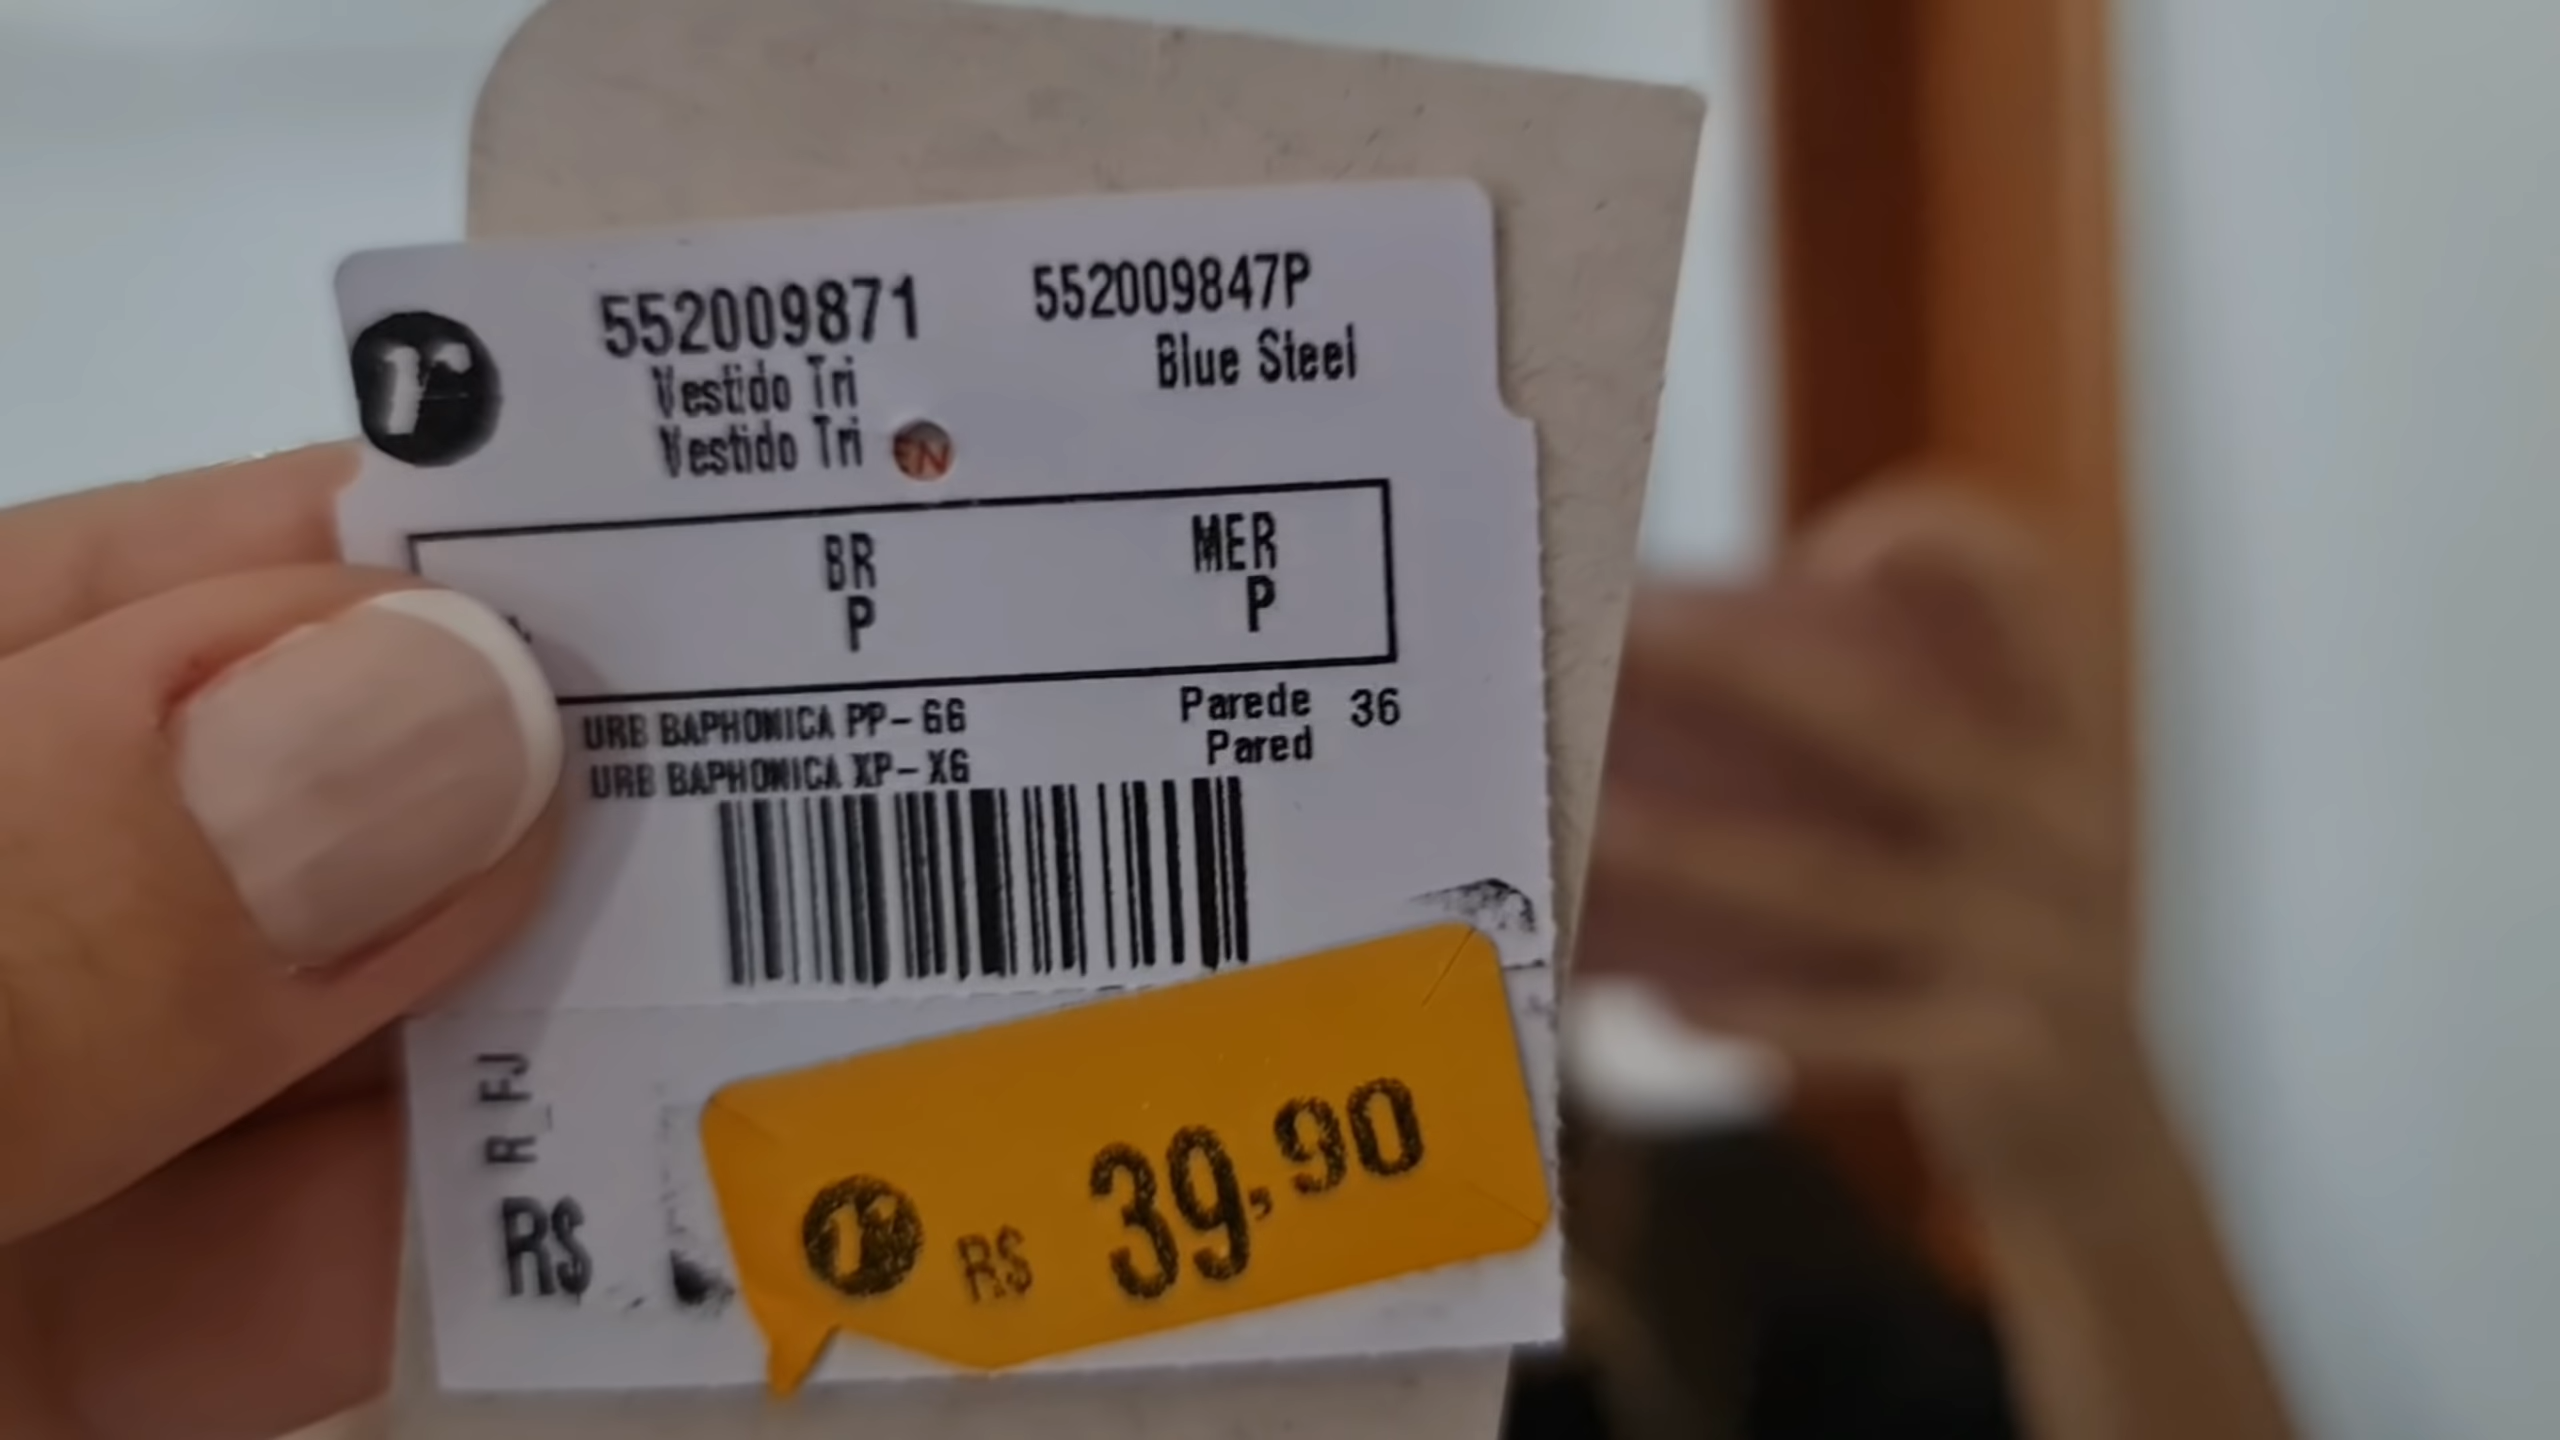 r
552009871 552009847P
Vestido Tri Blue Steel
Vestido Tri
BR MER
P P
URB BAPHONICA PP-GG Parede 36
URB BAPHONICA XP-XG Pared
R_FJ
R$
r R$ 39,90